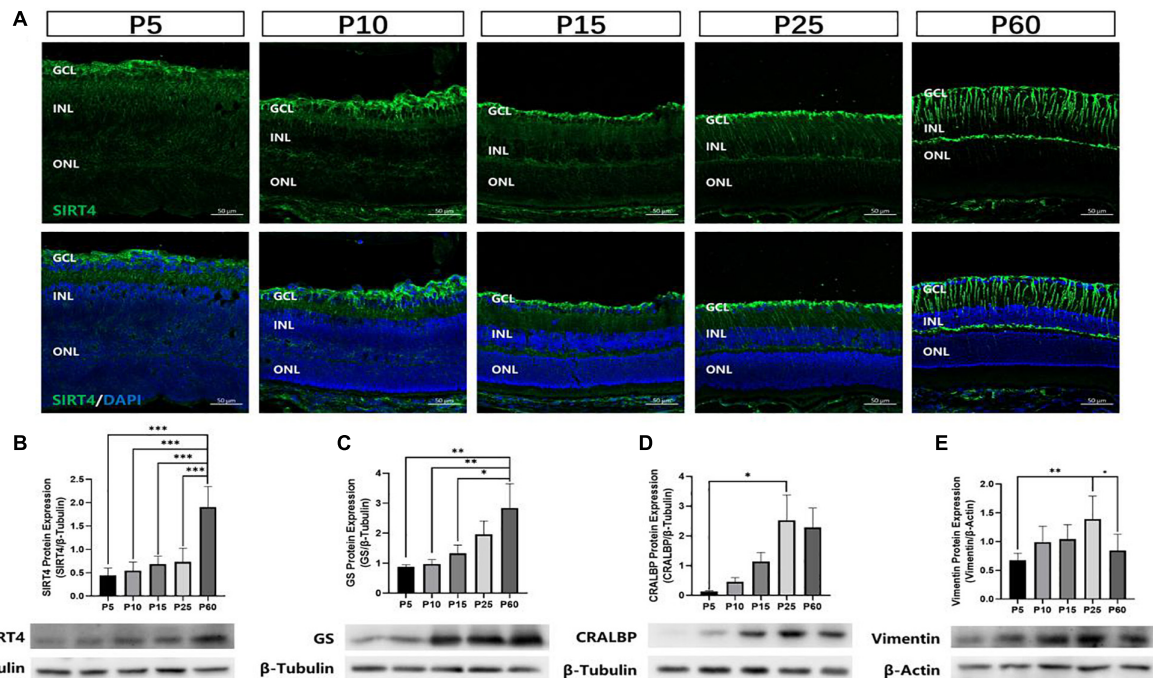 A
P5
P10
P15
P25
P60
GCL
INL
ONL
SIRT4
50 μm
GCL
INL
ONL
50 μm
GCL
INL
ONL
50 μm
GCL
INL
ONL
50 μm
GCL
INL
ONL
50 μm
GCL
INL
ONL
SIRT4/DAPI
50 μm
GCL
INL
ONL
50 μm
GCL
INL
ONL
50 μm
GCL
INL
ONL
50 μm
GCL
INL
ONL
50 μm
B
***
***
***
***
SIRT4 Protein Expression
(SIRT4/β-Tubulin)
2.5
2.0
1.5
1.0
0.5
0.0
P5 P10 P15 P25 P60
RT4
ulin
C
**
**
*
GS Protein Expression
(GS/β-Tubulin)
4
3
2
1
0
P5 P10 P15 P25 P60
GS
β-Tubulin
D
*
CRALBP Protein Expression
(CRALBP/β-Tubulin)
4
3
2
1
0
P5 P10 P15 P25 P60
CRALBP
β-Tubulin
E
**
*
Vimentin Protein Expression
(Vimentin/β-Actin)
2.0
1.5
1.0
0.5
0.0
P5 P10 P15 P25 P60
Vimentin
β-Actin